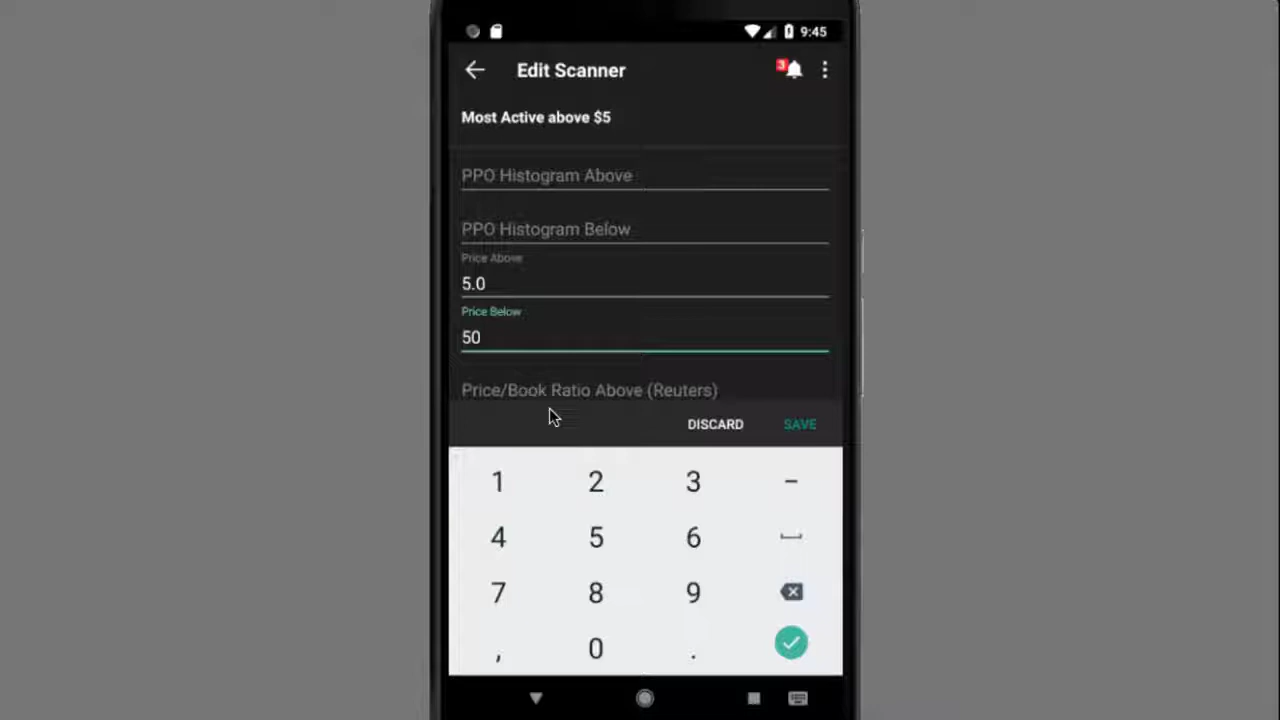 9:45
Edit Scanner
3
Most Active above $5
PPO Histogram Above
PPO Histogram Below
Price Above
5.0
Price Below
50
Price/Book Ratio Above (Reuters)
DISCARD SAVE
1 2 3 -
4 5 6
7 8 9
, 0 .